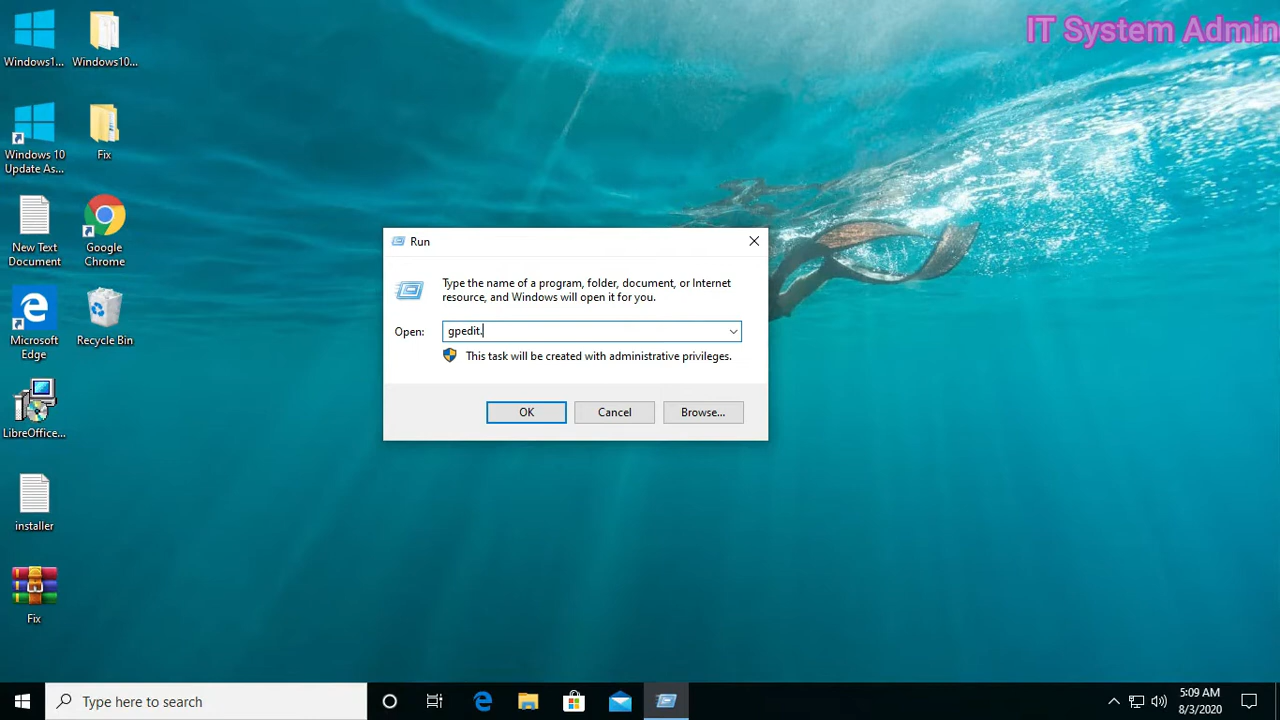 IT System Admin
Windows1...
Windows10...
Windows 10
Update As...
Fix
New Text
Document
Google
Chrome
Microsoft
Edge
Recycle Bin
LibreOffice...
installer
Fix
Run
Type the name of a program, folder, document, or Internet
resource, and Windows will open it for you.
Open:
gpedit.
This task will be created with administrative privileges.
OK
Cancel
Browse...
Type here to search
5:09 AM
8/3/2020